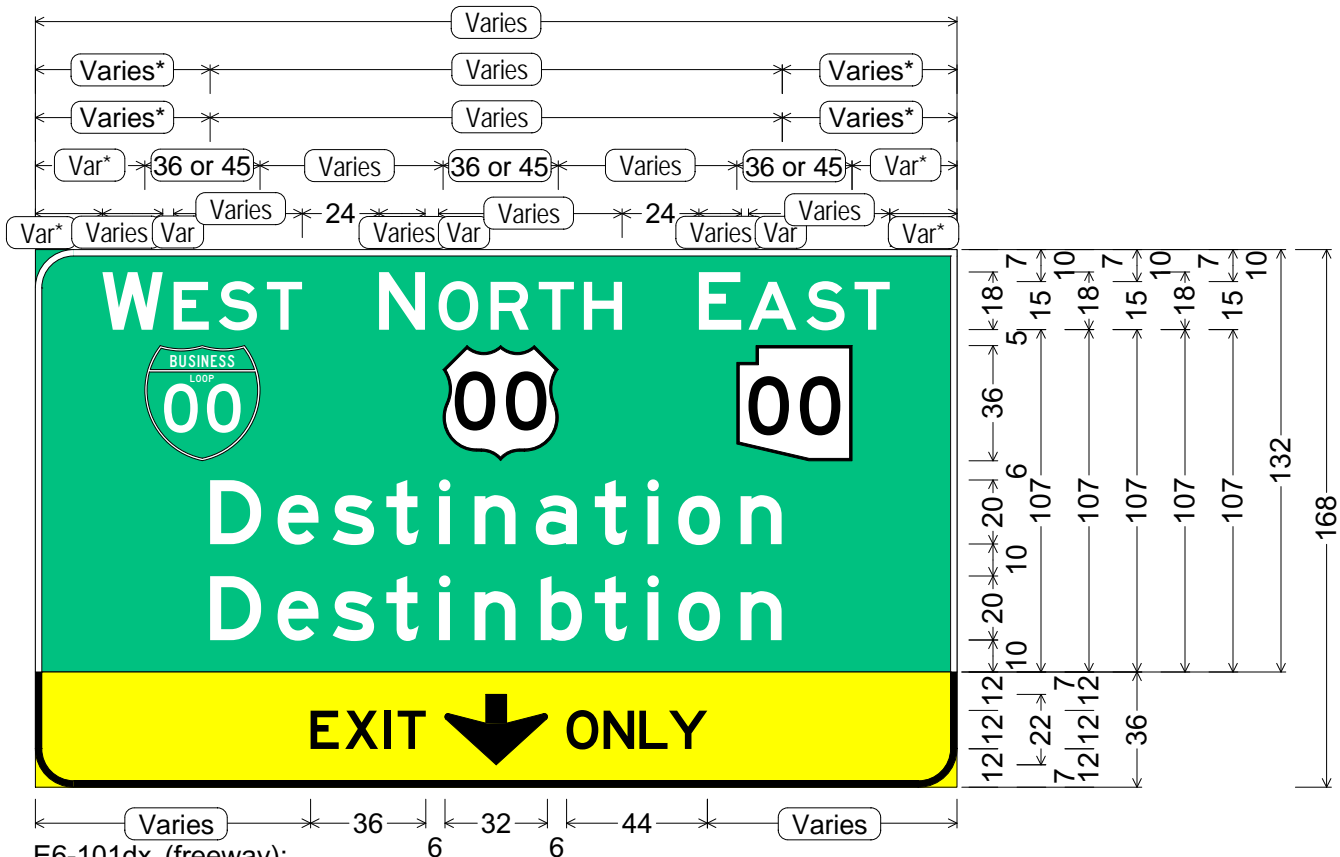 Varies
Varies* Varies Varies*
Varies* Varies Varies*
Var* 36 or 45 Varies 36 or 45 Varies 36 or 45 Var*
Varies 24 Varies 24 Varies
Var* Varies Var Varies Var Varies Var Var*
WEST NORTH EAST
BUSINESS
LOOP
00 00 00
Destination
Destinbtion
EXIT ONLY
7 10 7 10 7 10
18 15 18 15 18 15
5
36
6
20 107 107 107 107 107 132 168
10
20
10
12 7 12
12 22 12 36
12 7 12
Varies 36 32 44 Varies
6 6
E6-101dx (freeway):